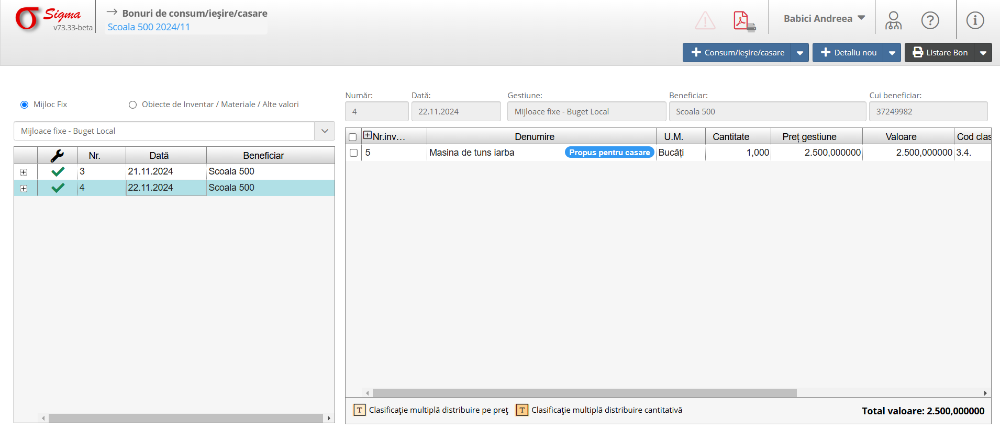 σ Sigma
v73.33-beta
Bonuri de consum/ieșire/casare
Scoala 500 2024/11
Babici Andreea
Consum/ieșire/casare
Detaliu nou
Listare Bon
Mijloc Fix
Obiecte de Inventar / Materiale / Alte valori
Mijloace fixe - Buget Local
Nr. Dată Beneficiar
3 21.11.2024 Scoala 500
4 22.11.2024 Scoala 500
Număr: Dată: Gestiune: Beneficiar: Cui beneficiar:
4 22.11.2024 Mijloace fixe - Buget Local Scoala 500 37249982
Nr.inv... Denumire U.M. Cantitate Preț gestiune Valoare Cod clas
5 Masina de tuns iarba Propus pentru casare Bucăți 1,000 2.500,000000 2.500,000000 3.4.
T Clasificaţie multiplă distribuire pe preţ T Clasificaţie multiplă distribuire cantitativă
Total valoare: 2.500,000000